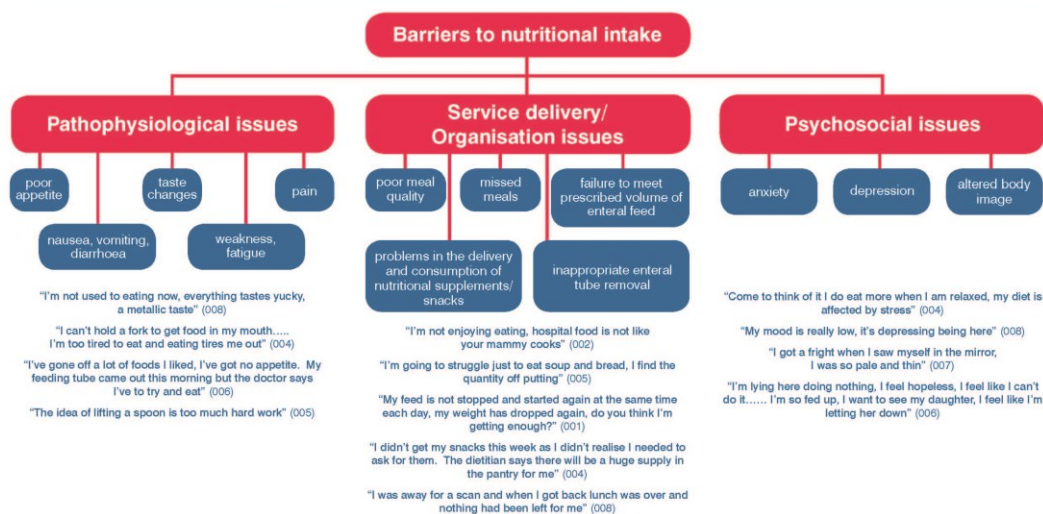 Barriers to nutritional intake
Pathophysiological issues
poor
appetite
taste
changes
pain
nausea, vomiting,
diarrhoea
weakness,
fatigue
“I’m not used to eating now, everything tastes yucky,
a metallic taste” (008)
“I can’t hold a fork to get food in my mouth…..
I’m too tired to eat and eating tires me out” (004)
“I’ve gone off a lot of foods I liked, I’ve got no appetite. My
feeding tube came out this morning but the doctor says
I’ve to try and eat” (006)
“The idea of lifting a spoon is too much hard work” (005)
Service delivery/
Organisation issues
poor meal
quality
missed
meals
failure to meet
prescribed volume of
enteral feed
problems in the delivery
and consumption of
nutritional supplements/
snacks
inappropriate enteral
tube removal
“I’m not enjoying eating, hospital food is not like
your mammy cooks” (002)
“I’m going to struggle just to eat soup and bread, I find the
quantity off putting” (005)
“My feed is not stopped and started again at the same time
each day, my weight has dropped again, do you think I’m
getting enough?” (001)
“I didn’t get my snacks this week as I didn’t realise I needed to
ask for them. The dietitian says there will be a huge supply in
the pantry for me” (004)
“I was away for a scan and when I got back lunch was over and
nothing had been left for me” (008)
Psychosocial issues
anxiety
depression
altered body
image
“Come to think of it I do eat more when I am relaxed, my diet is
affected by stress” (004)
“My mood is really low, it’s depressing being here” (008)
“I got a fright when I saw myself in the mirror,
I was so pale and thin” (007)
“I’m lying here doing nothing, I feel hopeless, I feel like I can’t
do it…… I’m so fed up, I want to see my daughter, I feel like I’m
letting her down” (006)